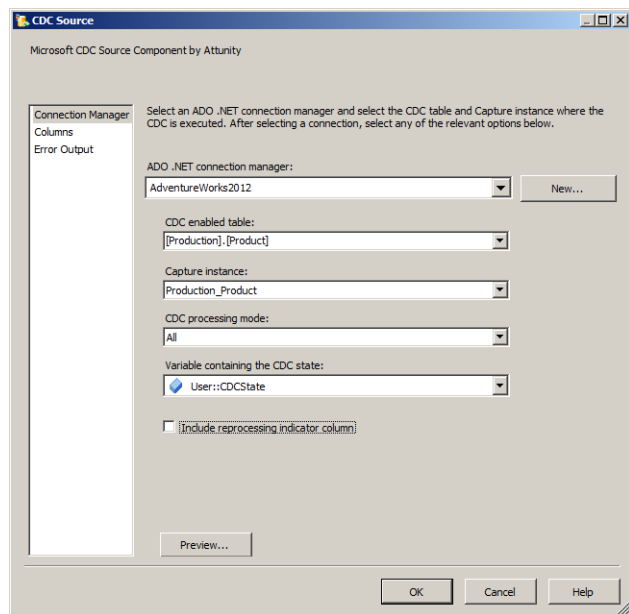 CDC Source
Microsoft CDC Source Component by Attunity
Connection Manager
Columns
Error Output
Select an ADO .NET connection manager and select the CDC table and Capture instance where the
CDC is executed. After selecting a connection, select any of the relevant options below.
ADO .NET connection manager:
AdventureWorks2012
New...
CDC enabled table:
[Production].[Product]
Capture instance:
Production_Product
CDC processing mode:
All
Variable containing the CDC state:
User::CDCState
Include reprocessing indicator column
Preview...
OK
Cancel
Help